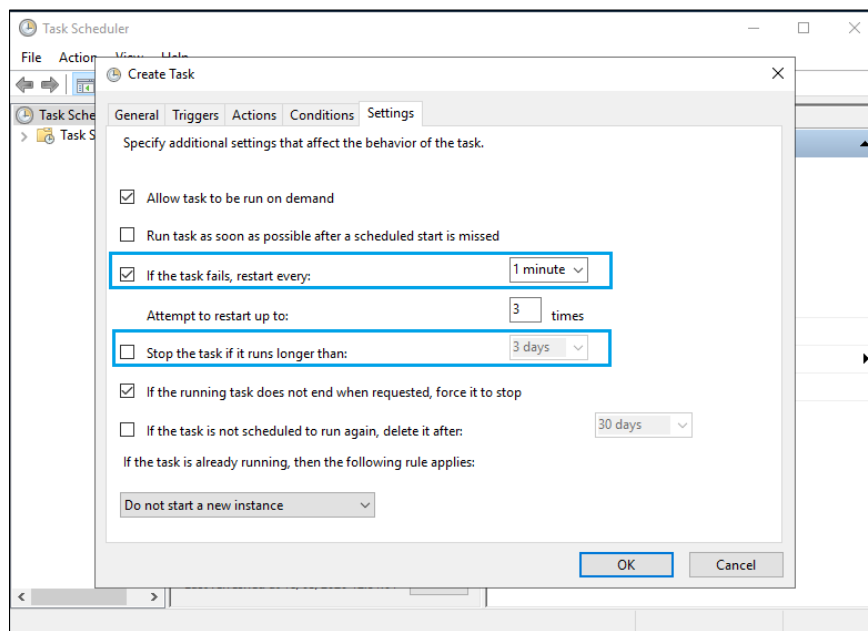 Task Scheduler
File Action View Help
Create Task
Task Sche
Task S
General Triggers Actions Conditions Settings
Specify additional settings that affect the behavior of the task.
Allow task to be run on demand
Run task as soon as possible after a scheduled start is missed
If the task fails, restart every: 1 minute
Attempt to restart up to: 3 times
Stop the task if it runs longer than: 3 days
If the running task does not end when requested, force it to stop
If the task is not scheduled to run again, delete it after: 30 days
If the task is already running, then the following rule applies:
Do not start a new instance
OK Cancel